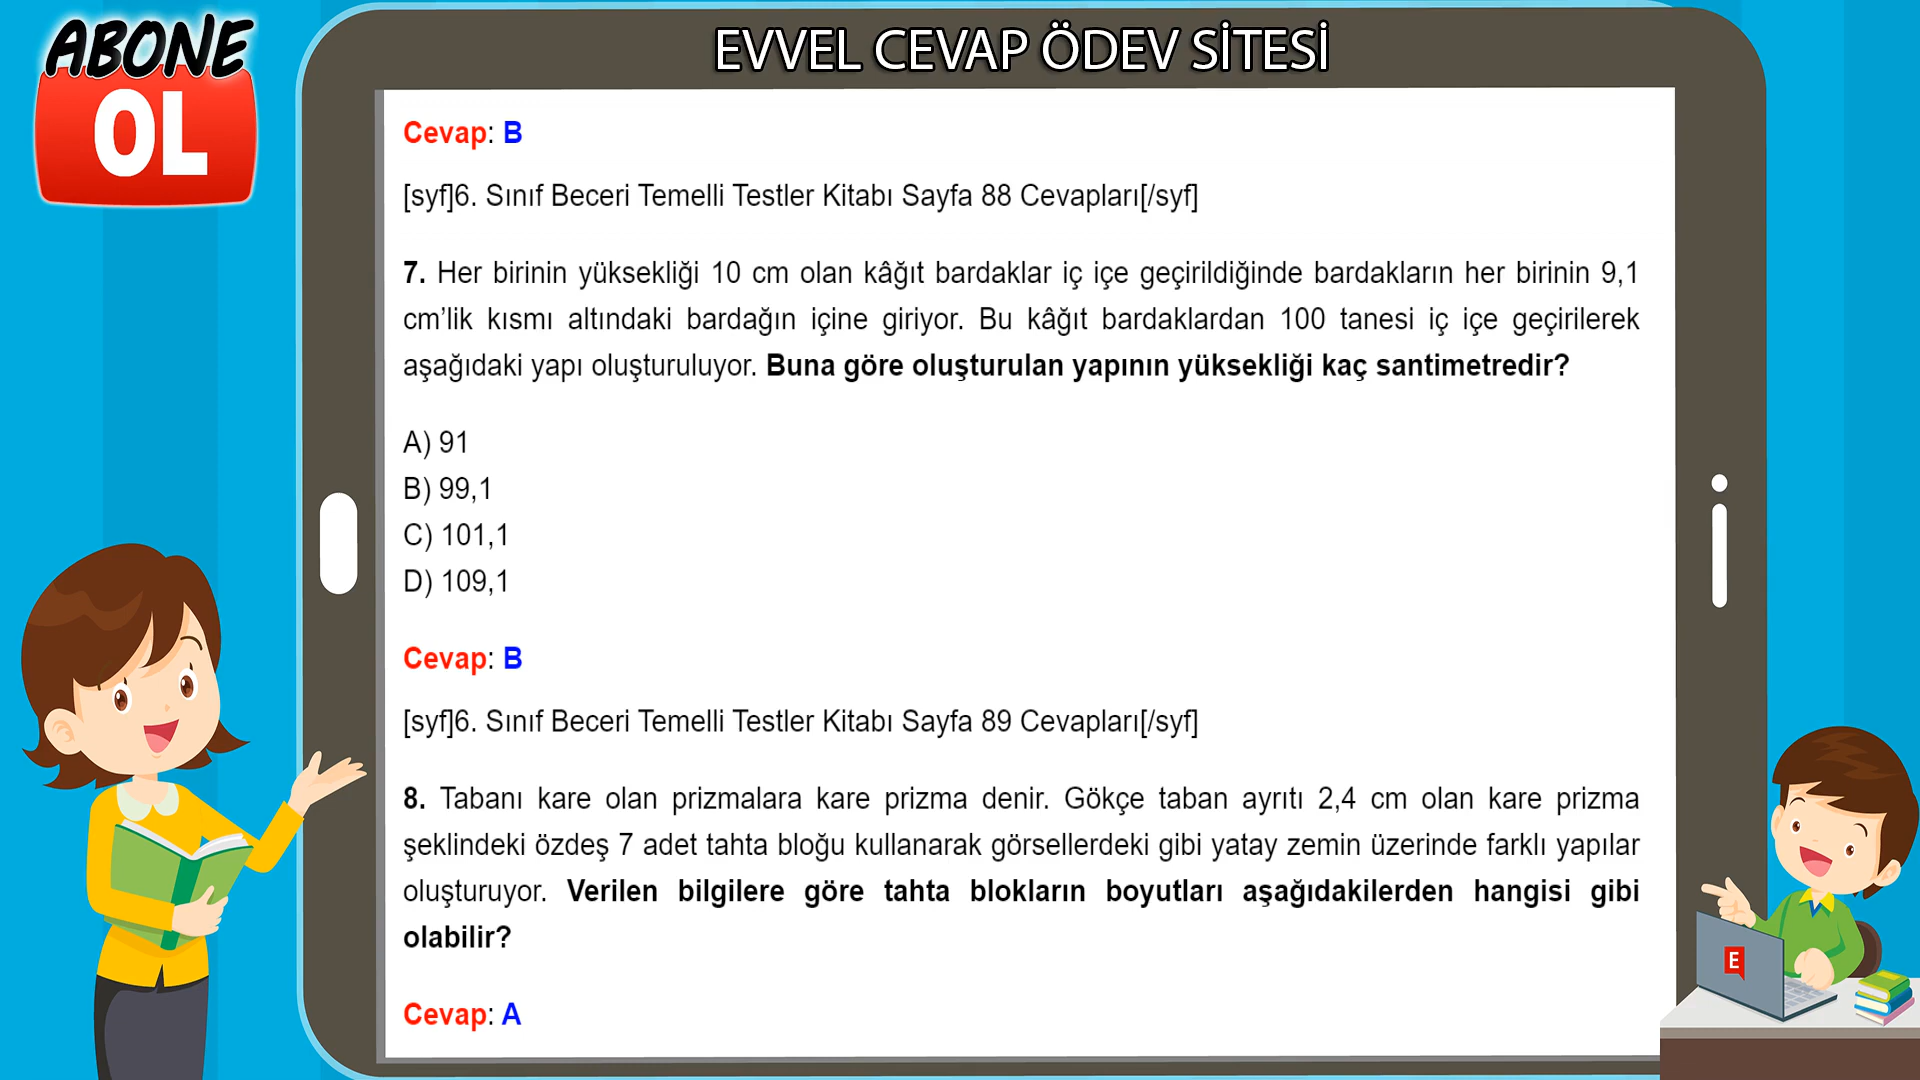 ABONE
OL
EVVEL CEVAP ÖDEV SİTESİ
Cevap: B
[syf]6. Sınıf Beceri Temelli Testler Kitabı Sayfa 88 Cevapları[/syf]
7. Her birinin yüksekliği 10 cm olan kâğıt bardaklar iç içe geçirildiğinde bardakların her birinin 9,1
cm’lik kısmı altındaki bardağın içine giriyor. Bu kâğıt bardaklardan 100 tanesi iç içe geçirilerek
aşağıdaki yapı oluşturuluyor. Buna göre oluşturulan yapının yüksekliği kaç santimetredir?
A) 91
B) 99,1
C) 101,1
D) 109,1
Cevap: B
[syf]6. Sınıf Beceri Temelli Testler Kitabı Sayfa 89 Cevapları[/syf]
8. Tabanı kare olan prizmalara kare prizma denir. Gökçe taban ayrıtı 2,4 cm olan kare prizma
şeklindeki özdeş 7 adet tahta bloğu kullanarak görsellerdeki gibi yatay zemin üzerinde farklı yapılar
oluşturuyor. Verilen bilgilere göre tahta blokların boyutları aşağıdakilerden hangisi gibi
olabilir?
Cevap: A
E